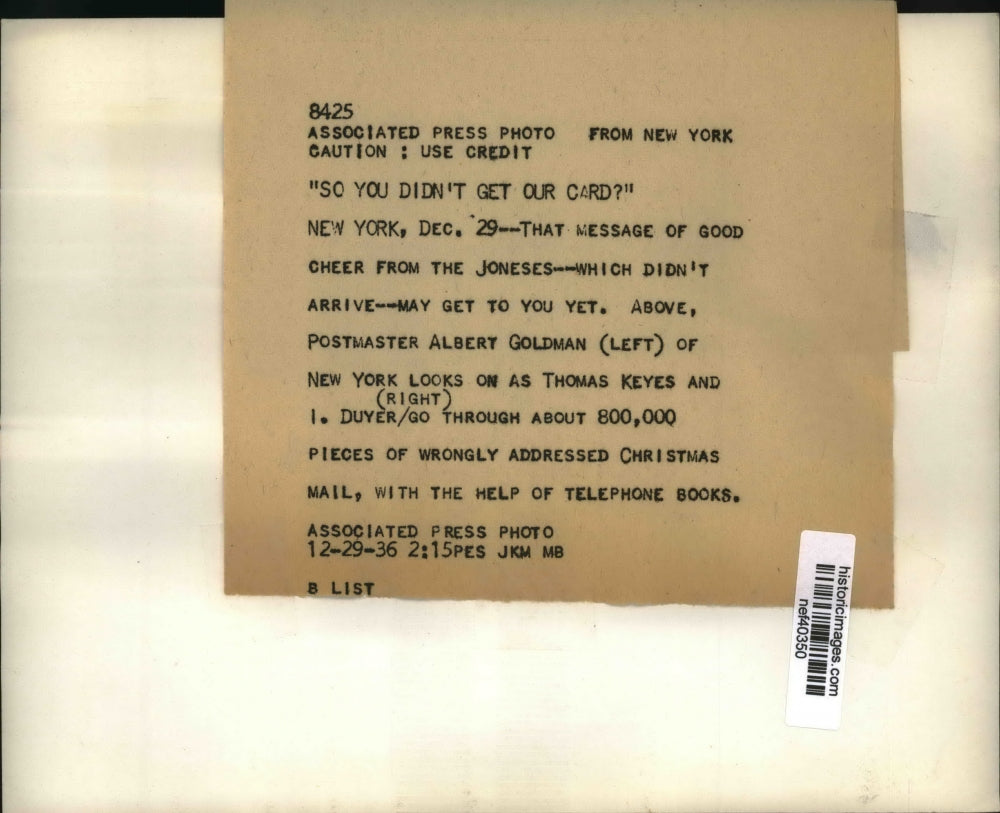 8425
ASSOCIATED PRESS PHOTO FROM NEW YORK
CAUTION : USE CREDIT
"SO YOU DIDN'T GET OUR CARD?"
NEW YORK, DEC. 29--THAT MESSAGE OF GOOD
CHEER FROM THE JONESES--WHICH DIDN'T
ARRIVE--MAY GET TO YOU YET. ABOVE,
POSTMASTER ALBERT GOLDMAN (LEFT) OF
NEW YORK LOOKS ON AS THOMAS KEYES AND
(RIGHT)
I. DUYER/GO THROUGH ABOUT 800,000
PIECES OF WRONGLY ADDRESSED CHRISTMAS
MAIL, WITH THE HELP OF TELEPHONE BOOKS.
ASSOCIATED PRESS PHOTO
12-29-36 2:15PES JKM MB
B LIST
historicimages.com
nef40350